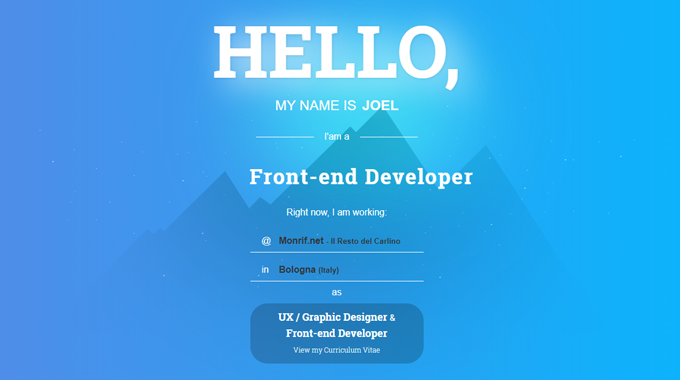 HELLO,
MY NAME IS JOEL
I'am a
Front-end Developer
Right now, I am working:
@ Monrif.net - Il Resto del Carlino
in Bologna (Italy)
as
UX / Graphic Designer &
Front-end Developer
View my Curriculum Vitae